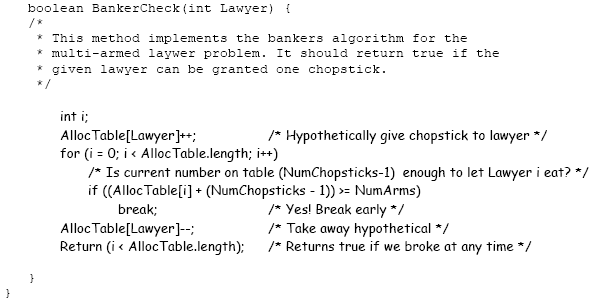 boolean BankerCheck(int Lawyer) {
/*
* This method implements the bankers algorithm for the
* multi-armed laywer problem. It should return true if the
* given lawyer can be granted one chopstick.
*/
int i;
AllocTable[Lawyer]++; /* Hypothetically give chopstick to lawyer */
for (i = 0; i < AllocTable.length; i++)
/* Is current number on table (NumChopsticks-1) enough to let Lawyer i eat? */
if ((AllocTable[i] + (NumChopsticks - 1)) >= NumArms)
break; /* Yes! Break early */
AllocTable[Lawyer]--; /* Take away hypothetical */
Return (i < AllocTable.length); /* Returns true if we broke at any time */
}
}